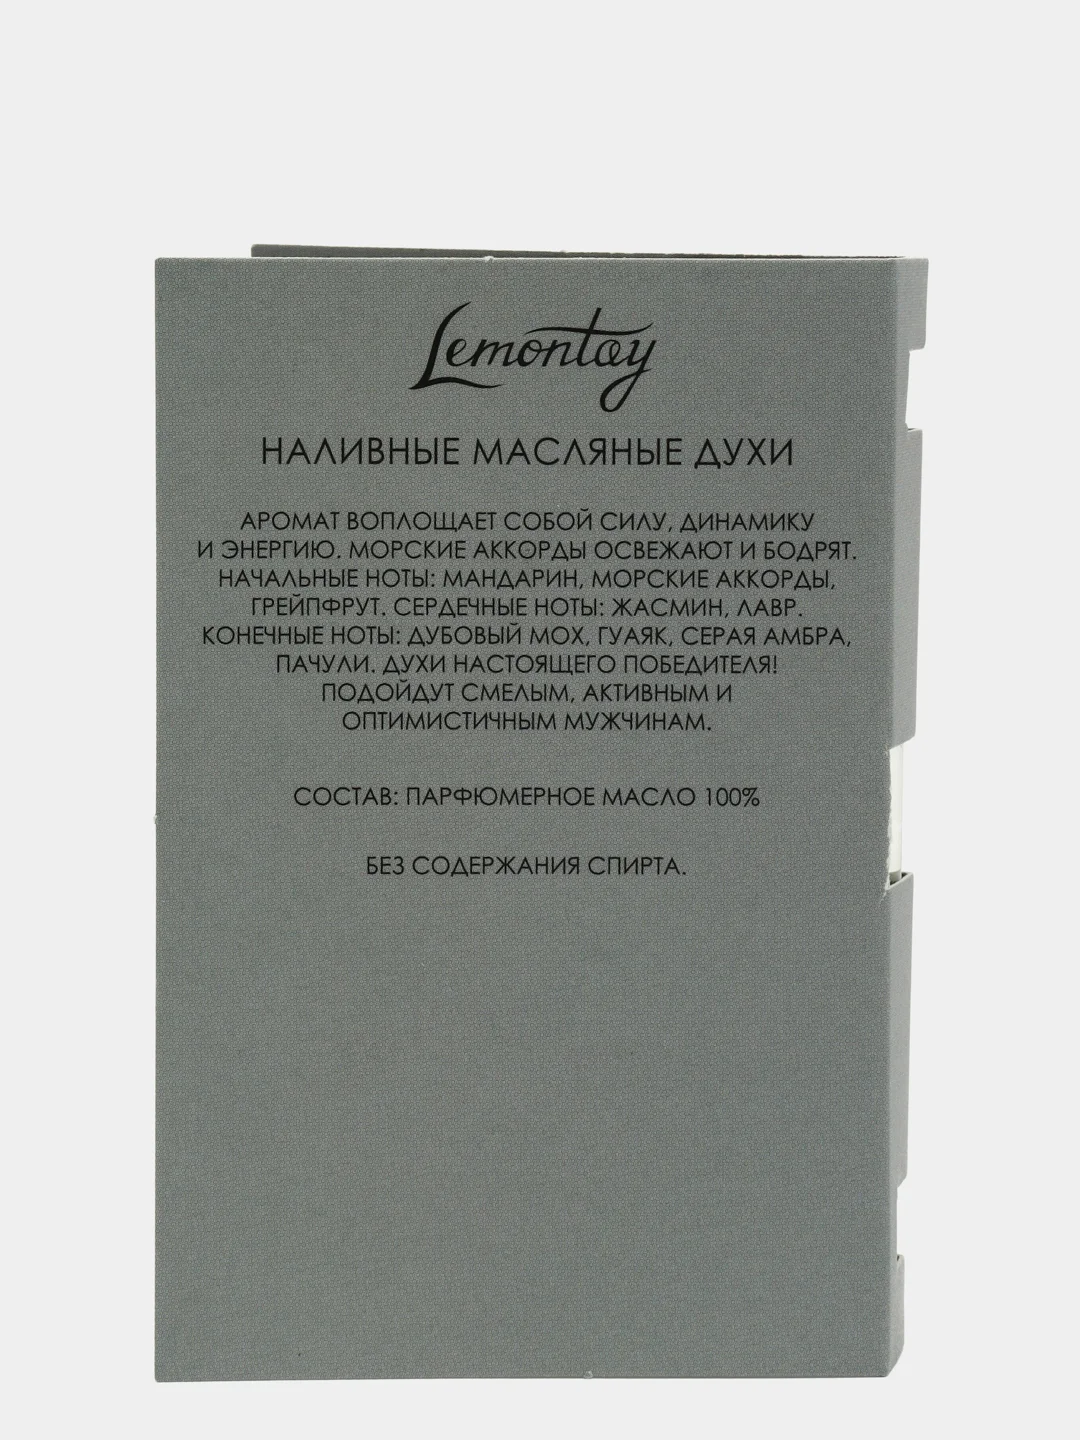 Lemontay
НАЛИВНЫЕ МАСЛЯНЫЕ ДУХИ
АРОМАТ ВОПЛОЩАЕТ СОБОЙ СИЛУ, ДИНАМИКУ
И ЭНЕРГИЮ. МОРСКИЕ АККОРДЫ ОСВЕЖАЮТ И БОДРЯТ.
НАЧАЛЬНЫЕ НОТЫ: МАНДАРИН, МОРСКИЕ АККОРДЫ,
ГРЕЙПФРУТ. СЕРДЕЧНЫЕ НОТЫ: ЖАСМИН, ЛАВР.
КОНЕЧНЫЕ НОТЫ: ДУБОВЫЙ МОХ, ГУАЯК, СЕРАЯ АМБРА,
ПАЧУЛИ. ДУХИ НАСТОЯЩЕГО ПОБЕДИТЕЛЯ!
ПОДОЙДУТ СМЕЛЫМ, АКТИВНЫМ И
ОПТИМИСТИЧНЫМ МУЖЧИНАМ.
СОСТАВ: ПАРФЮМЕРНОЕ МАСЛО 100%
БЕЗ СОДЕРЖАНИЯ СПИРТА.